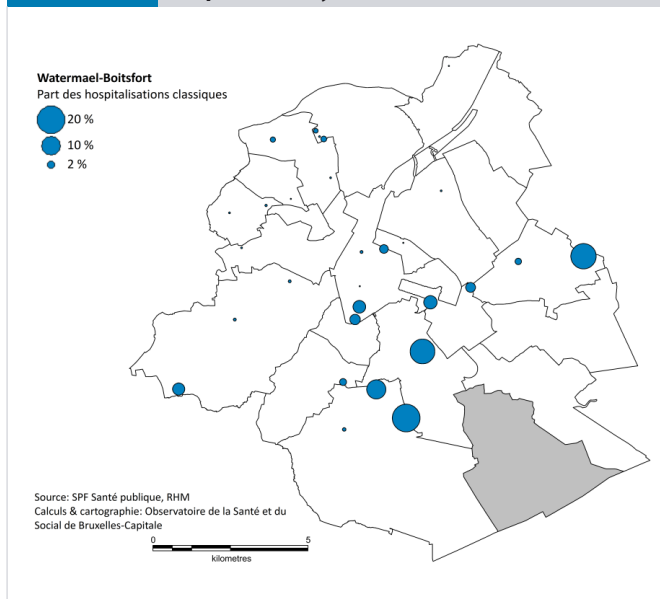 Watermael-Boitsfort
Part des hospitalisations classiques
20 %
10 %
2 %
Source: SPF Santé publique, RHM
Calculs & cartographie: Observatoire de la Santé et du
Social de Bruxelles-Capitale
0 5
kilometres